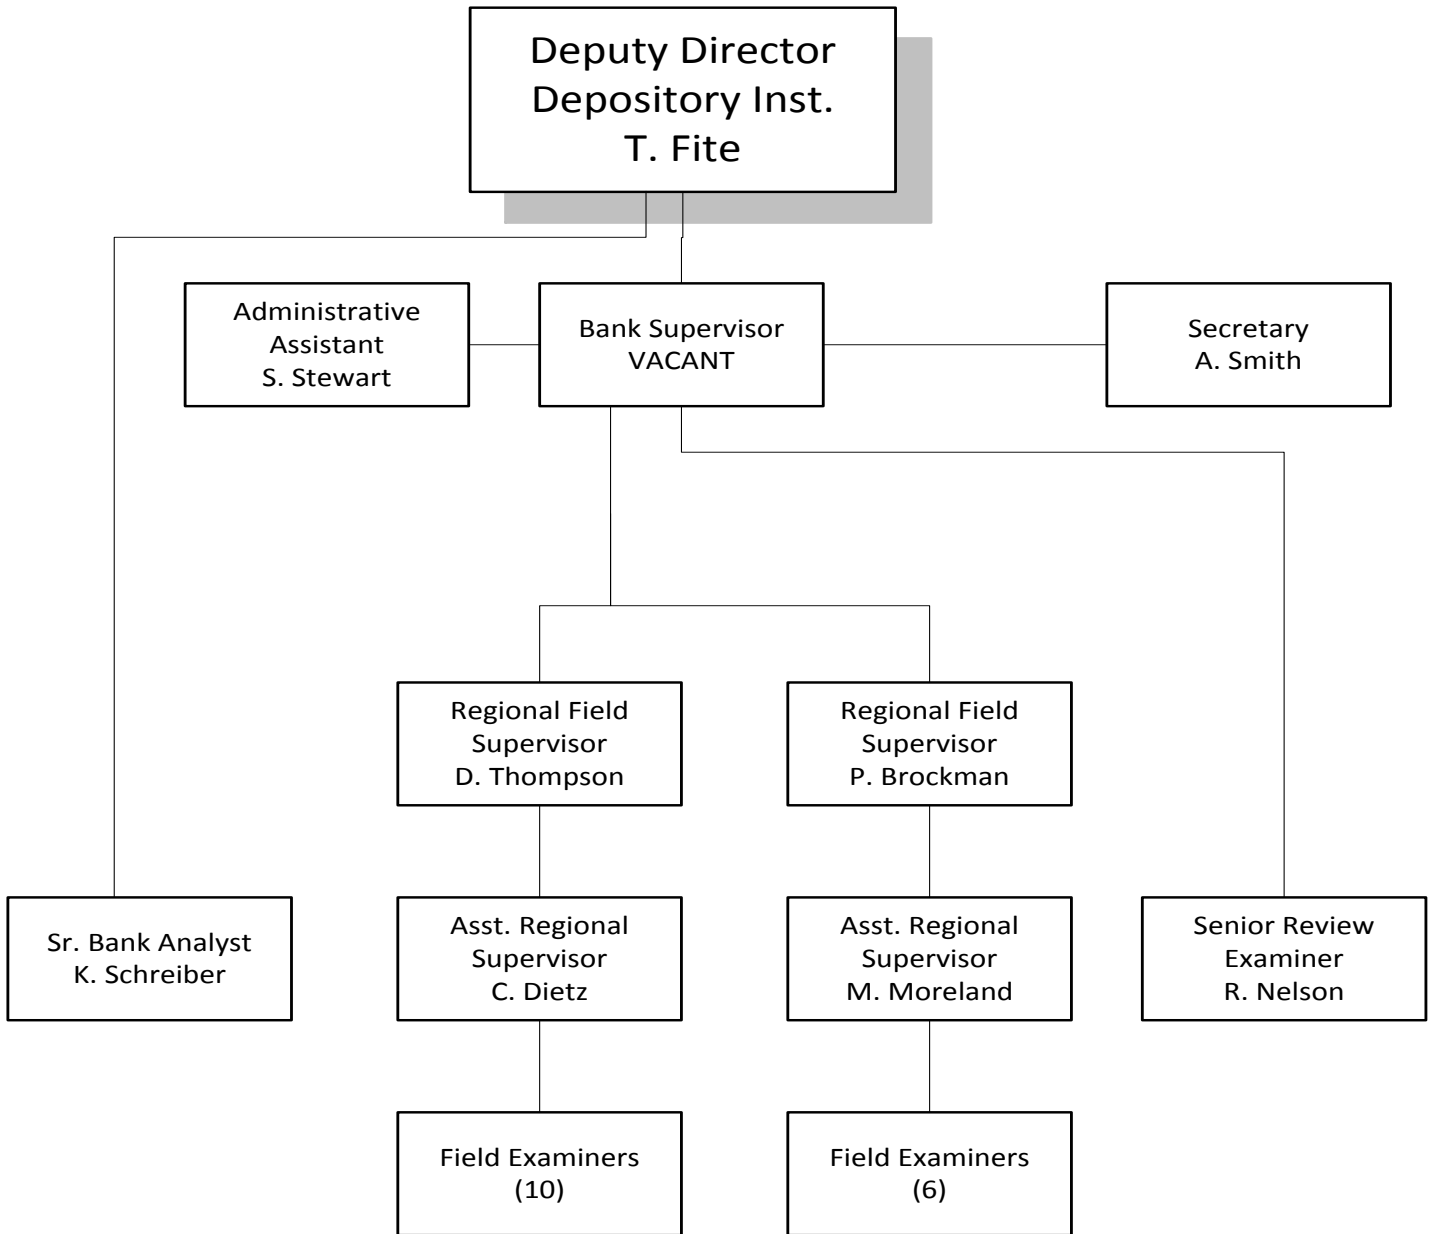 Deputy Director
Depository Inst.
T. Fite
Administrative
Assistant
S. Stewart
Bank Supervisor
VACANT
Secretary
A. Smith
Regional Field
Supervisor
D. Thompson
Regional Field
Supervisor
P. Brockman
Sr. Bank Analyst
K. Schreiber
Asst. Regional
Supervisor
C. Dietz
Asst. Regional
Supervisor
M. Moreland
Senior Review
Examiner
R. Nelson
Field Examiners
(10)
Field Examiners
(6)